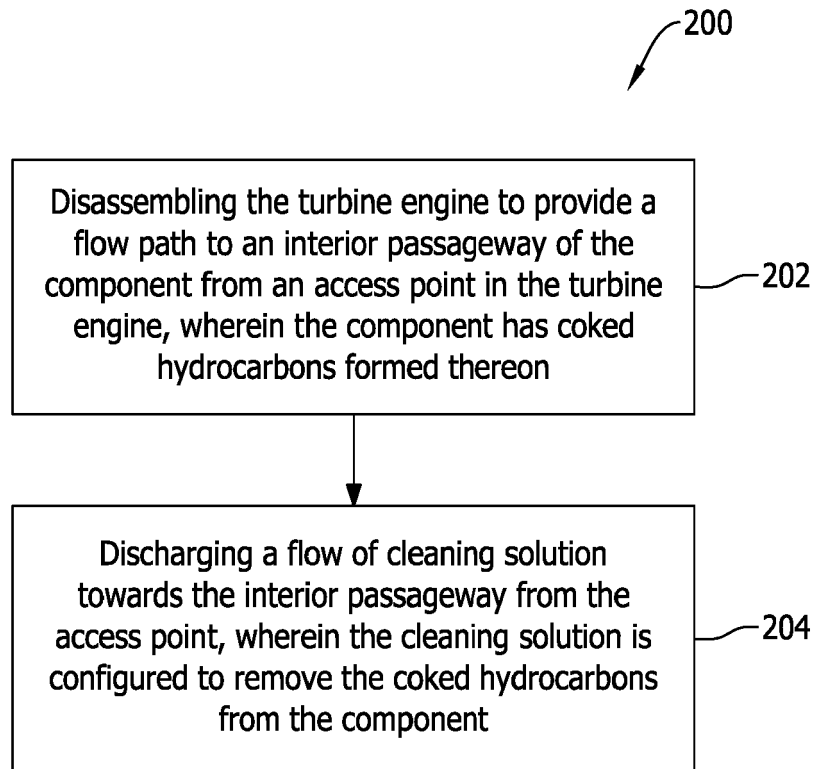 200
Disassembling the turbine engine to provide a
flow path to an interior passageway of the
component from an access point in the turbine
engine, wherein the component has coked
hydrocarbons formed thereon
202
Discharging a flow of cleaning solution
towards the interior passageway from the
access point, wherein the cleaning solution is
configured to remove the coked hydrocarbons
from the component
204